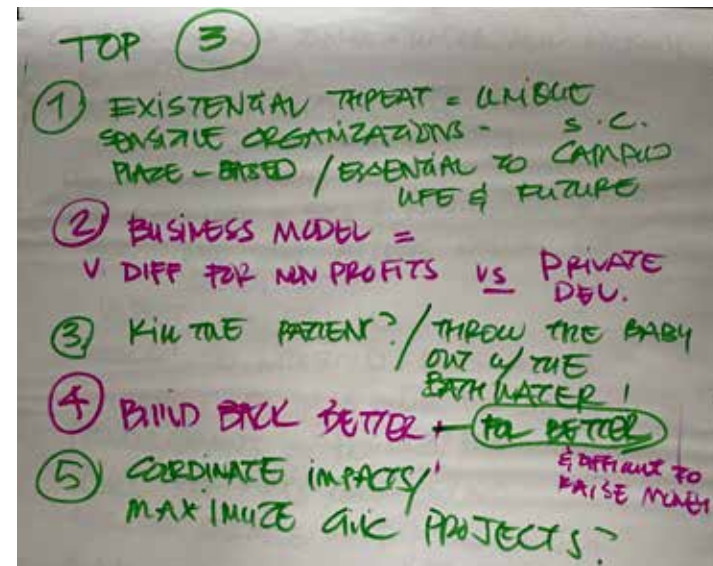 TOP 3
1 EXISTENTIAL THREAT = UNIQUE
SENSITIVE ORGANIZATIONS - S.C.
PLACE-BASED / ESSENTIAL TO CAMPUS
LIFE & FUTURE
2 BUSINESS MODEL =
V DIFF FOR NON PROFITS VS PRIVATE
DEV.
3 KILL THE PATIENT? / THROW THE BABY
OUT W/ THE
BATHWATER!
4 BUILD BACK BETTER + FOR BETTER
& DIFFICULT TO
RAISE MONEY
5 COORDINATE IMPACTS/
MAXIMIZE CIVIC PROJECTS?